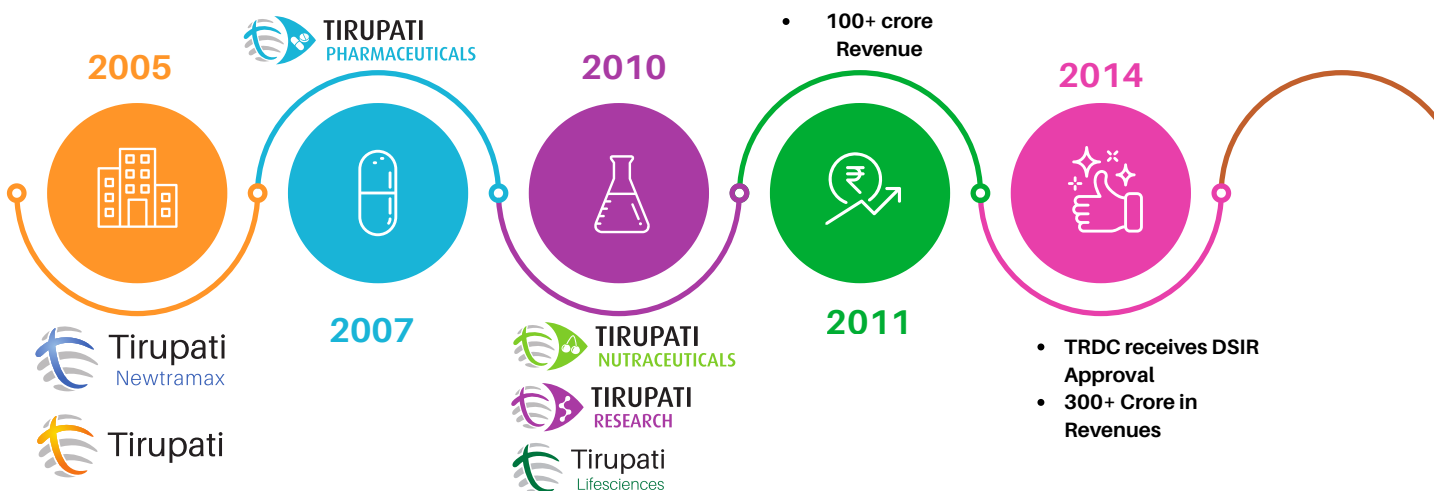 2005
Tirupati
Newtramax
Tirupati
TIRUPATI
PHARMACEUTICALS
2007
2010
TIRUPATI
NUTRACEUTICALS
TIRUPATI
RESEARCH
Tirupati
Lifesciences
• 100+ crore
Revenue
₹
2011
2014
• TRDC receives DSIR
Approval
• 300+ Crore in
Revenues